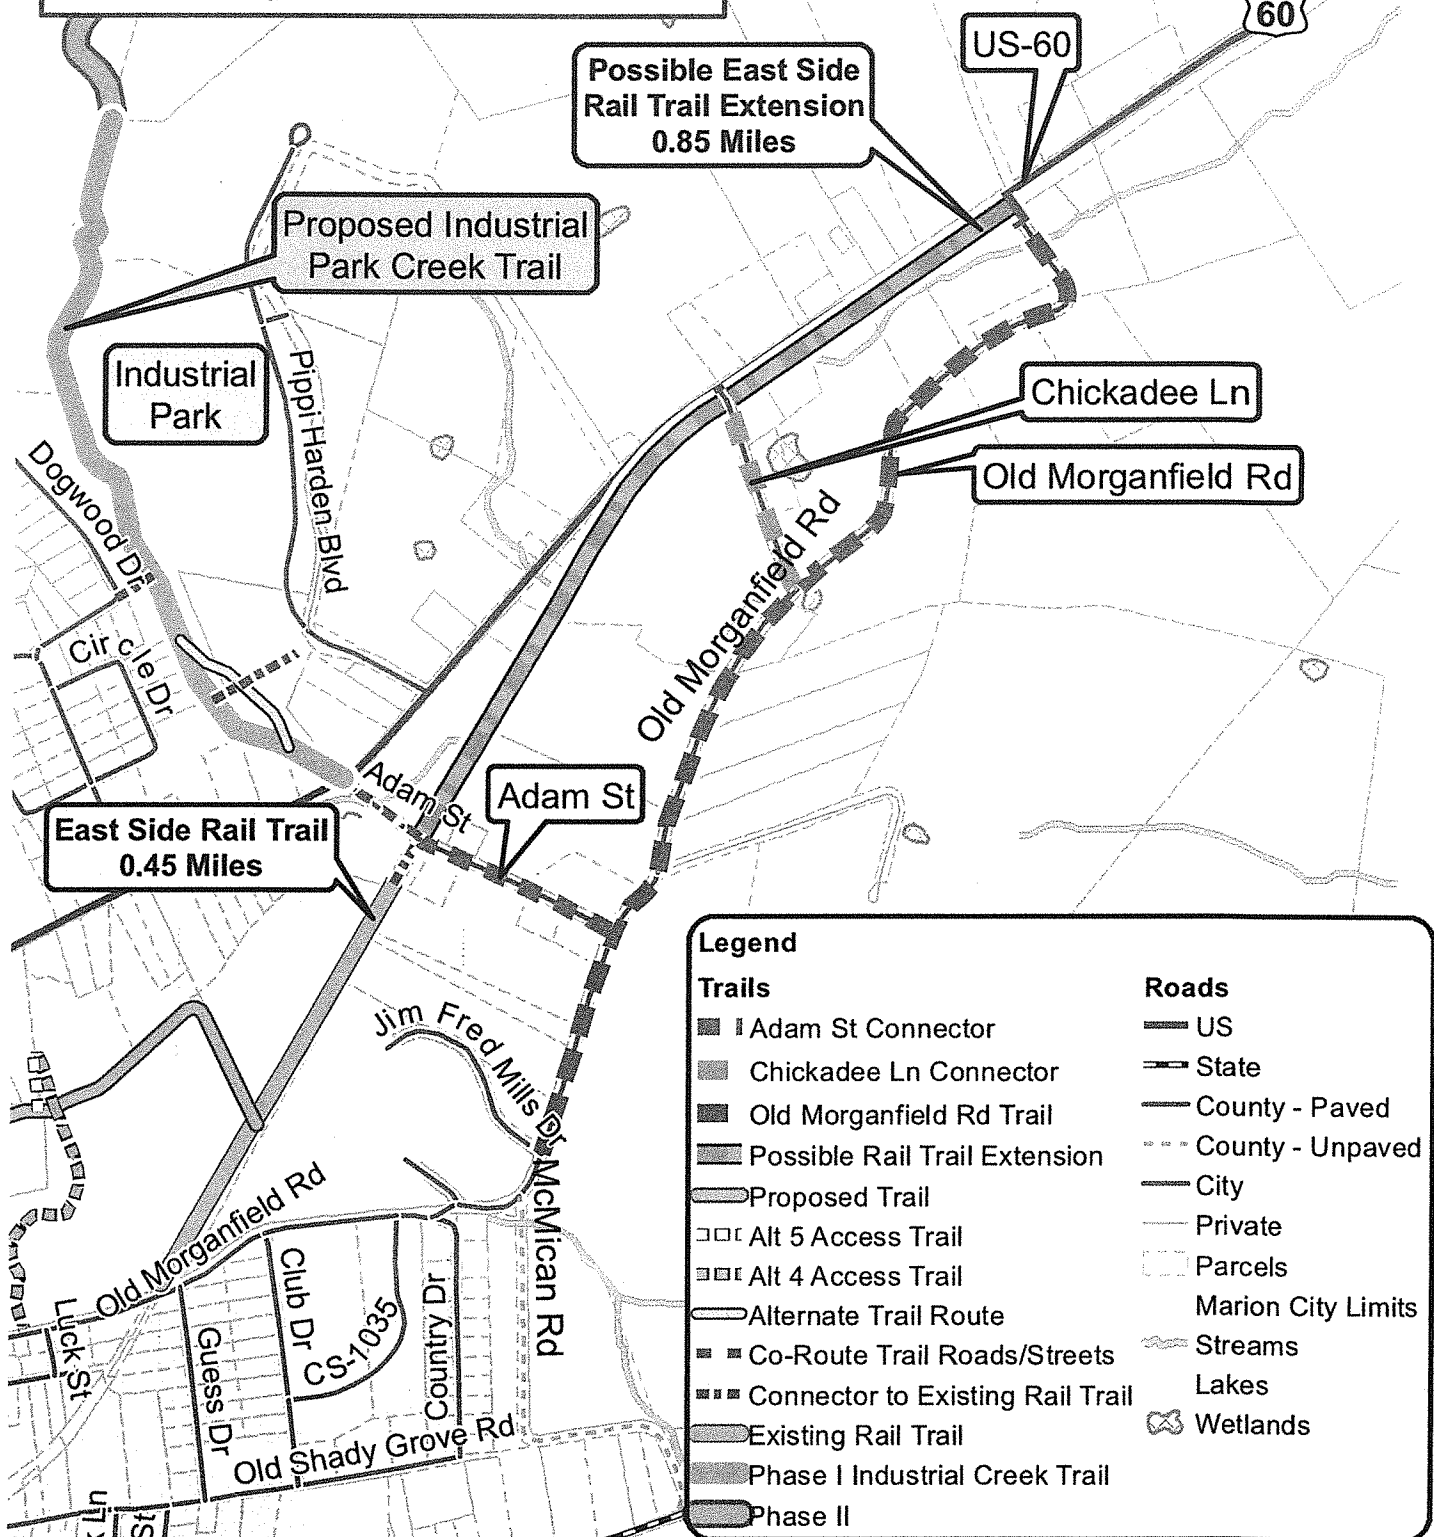 60
US-60
Possible East Side
Rail Trail Extension
0.85 Miles
Proposed Industrial
Park Creek Trail
Industrial
Park
Pippi Harden Blvd
Dogwood Dr
Circle Dr
Chickadee Ln
Old Morganfield Rd
Old Morganfield Rd
Adam St
Adam St
East Side Rail Trail
0.45 Miles
Jim Fred Mills Dr
McMican Rd
Old Morganfield Rd
Club Dr
CS-1035
Country Dr
Luck St
Guess Dr
Old Shady Grove Rd
St
Legend
Trails
Adam St Connector
Chickadee Ln Connector
Old Morganfield Rd Trail
Possible Rail Trail Extension
Proposed Trail
Alt 5 Access Trail
Alt 4 Access Trail
Alternate Trail Route
Co-Route Trail Roads/Streets
Connector to Existing Rail Trail
Existing Rail Trail
Phase I Industrial Creek Trail
Phase II
Roads
US
State
County - Paved
County - Unpaved
City
Private
Parcels
Marion City Limits
Streams
Lakes
Wetlands